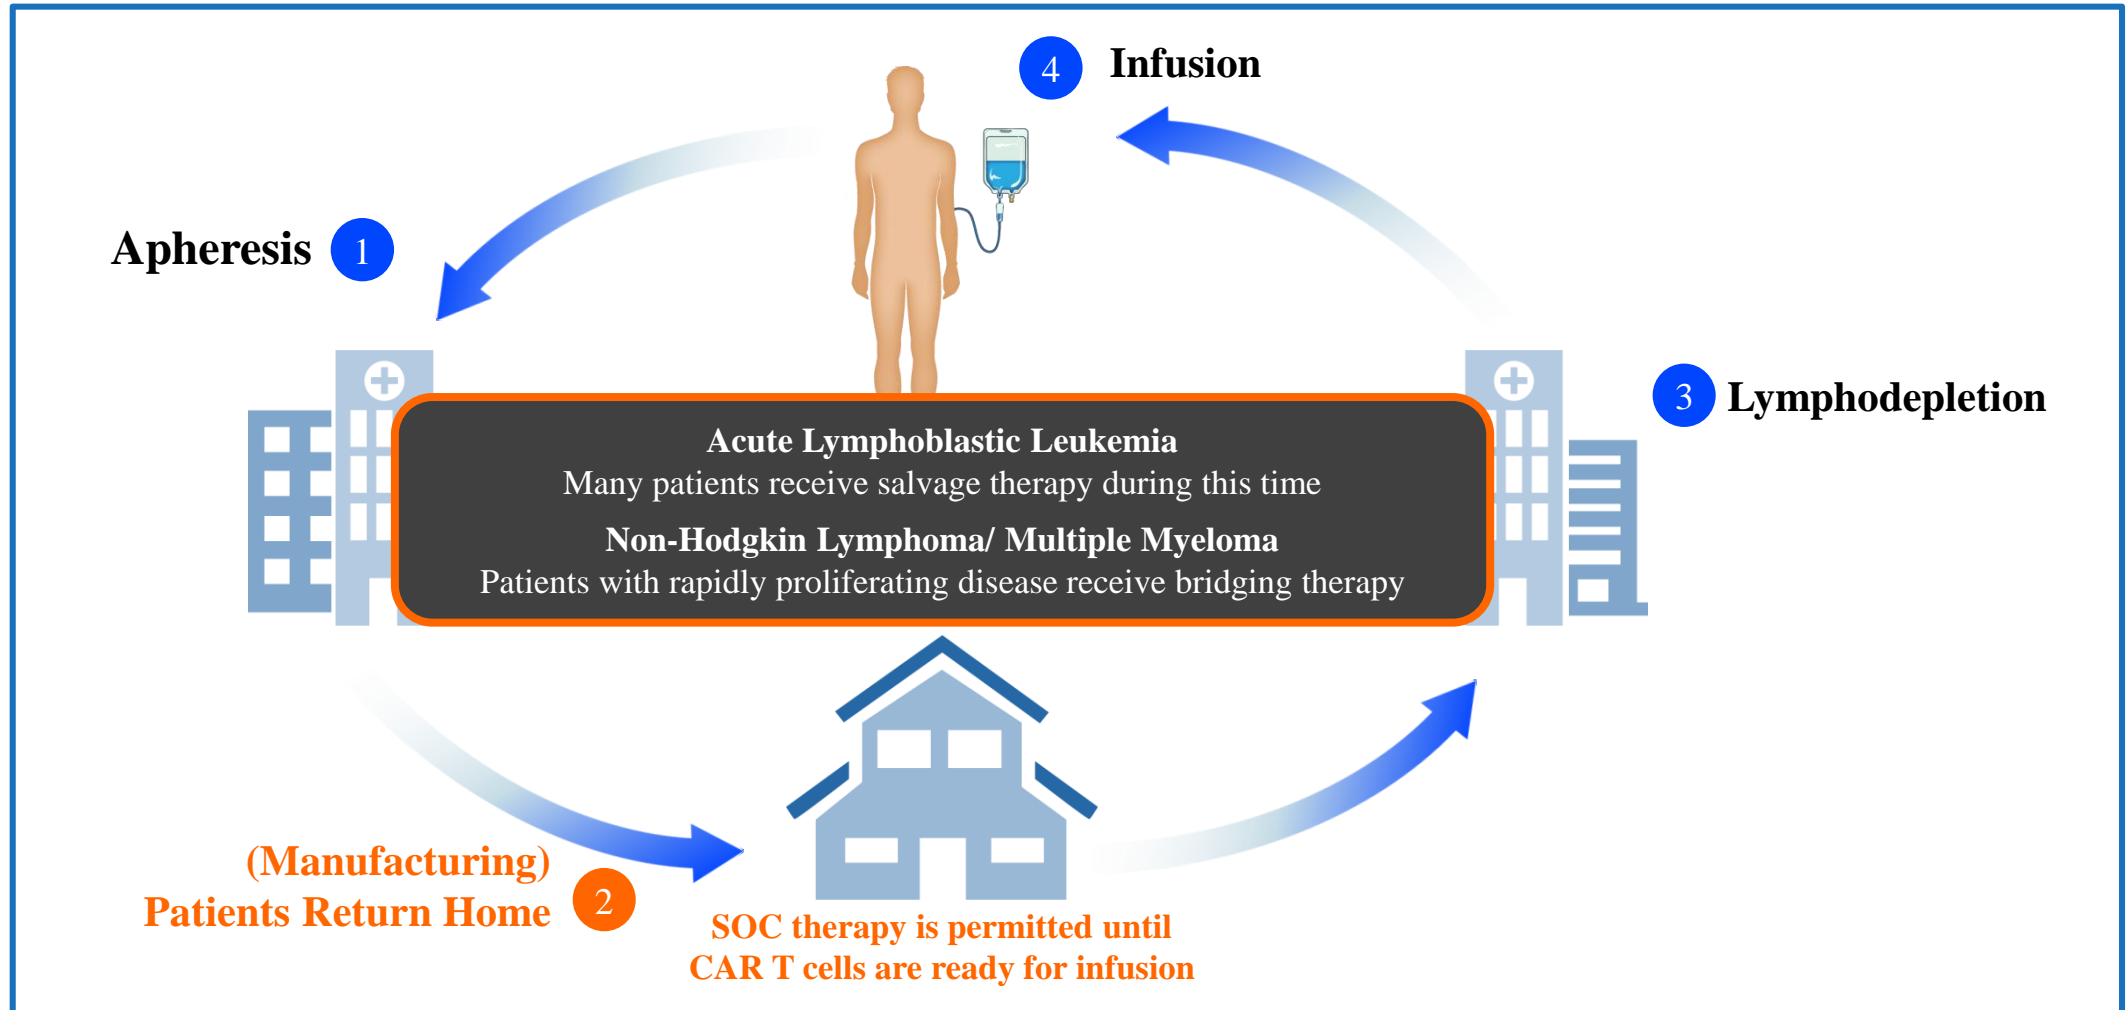 4 Infusion
Apheresis 1
3 Lymphodepletion
Acute Lymphoblastic Leukemia
Many patients receive salvage therapy during this time
Non-Hodgkin Lymphoma/ Multiple Myeloma
Patients with rapidly proliferating disease receive bridging therapy
(Manufacturing)
Patients Return Home 2
SOC therapy is permitted until
CAR T cells are ready for infusion